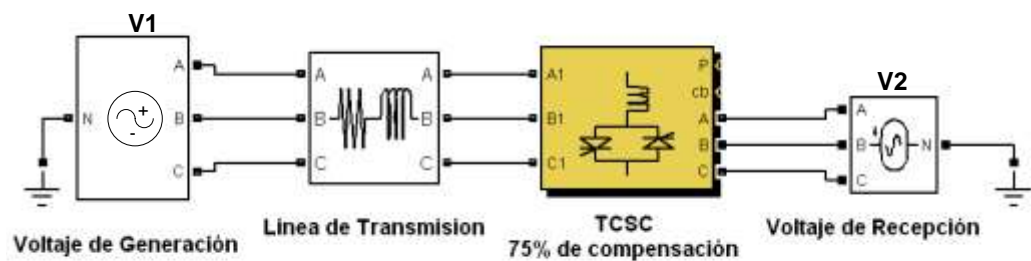 V1
V2
N
A
B
C
A
B
C
A
B
C
A1
B1
C1
P
cb
A
B
C
A
B
C
N
Voltaje de Generación
Linea de Transmision
TCSC
75% de compensación
Voltaje de Recepción